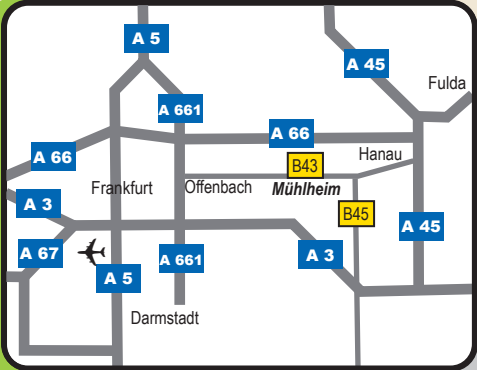 A 5
A 45
Fulda
A 661
A 66
B43
Hanau
A 66
Frankfurt
Offenbach
Mühlheim
A 3
B45
A 45
A 67
A 5
A 661
A 3
Darmstadt